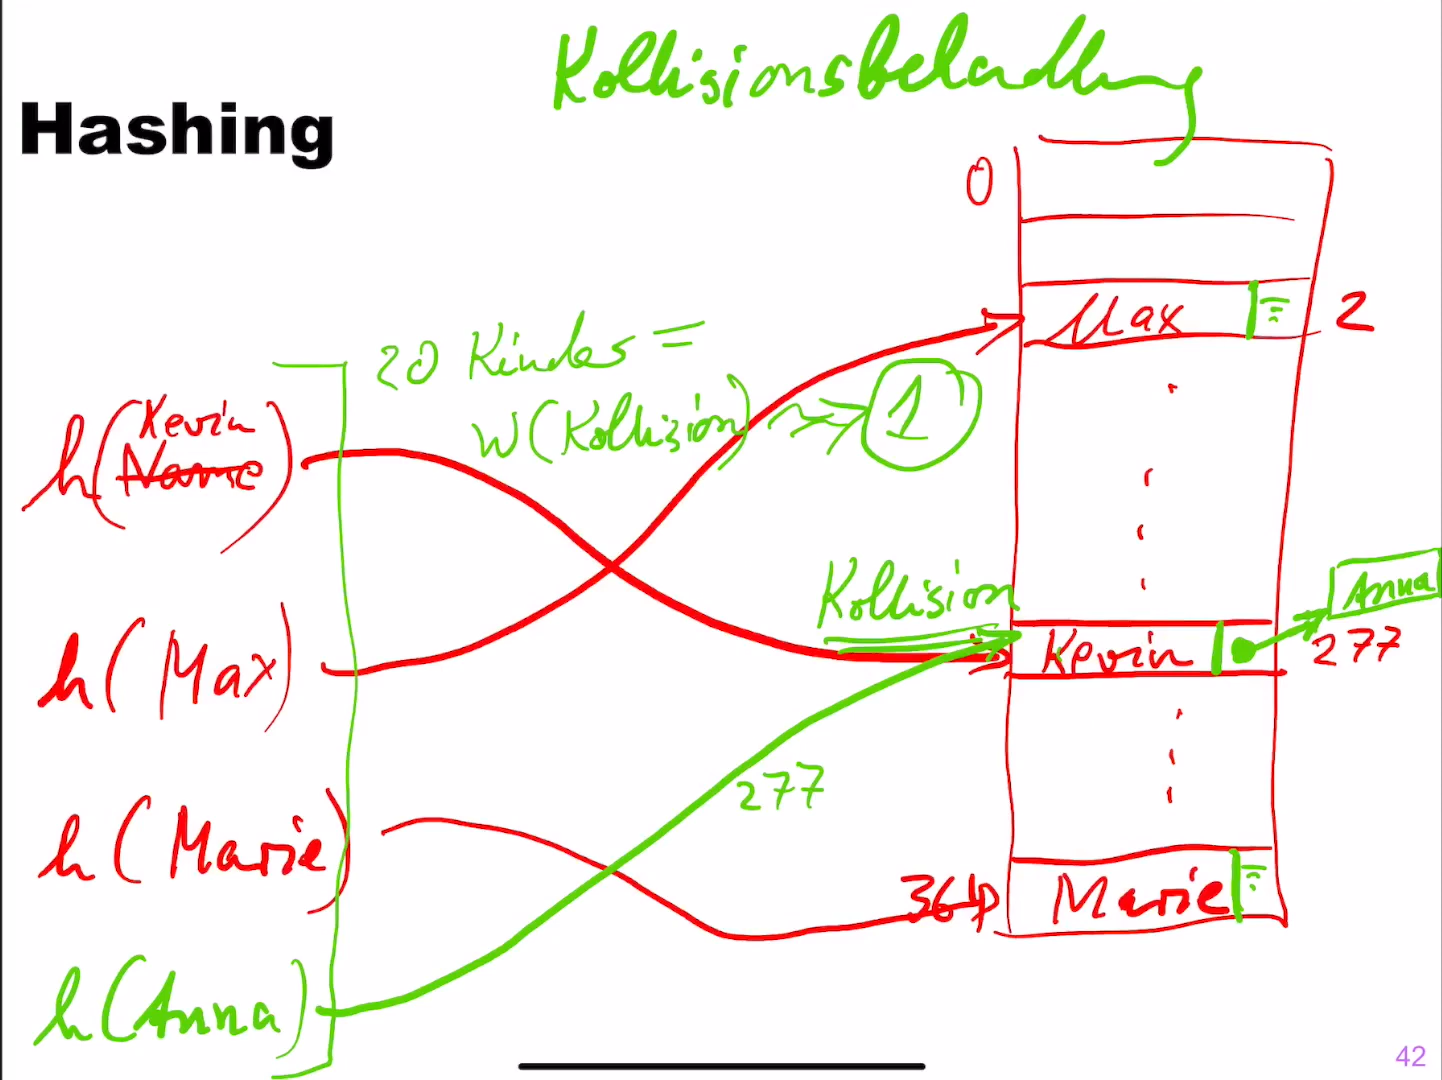 Kollisionsbehandlung
Hashing
0
Max
2
20 Kinder =
W(Kollision) → 1
h(Kevin
Name)
Kollision
Anna
Kevin
277
h(Max)
277
h(Marie)
364
Marie
h(Anna)
42